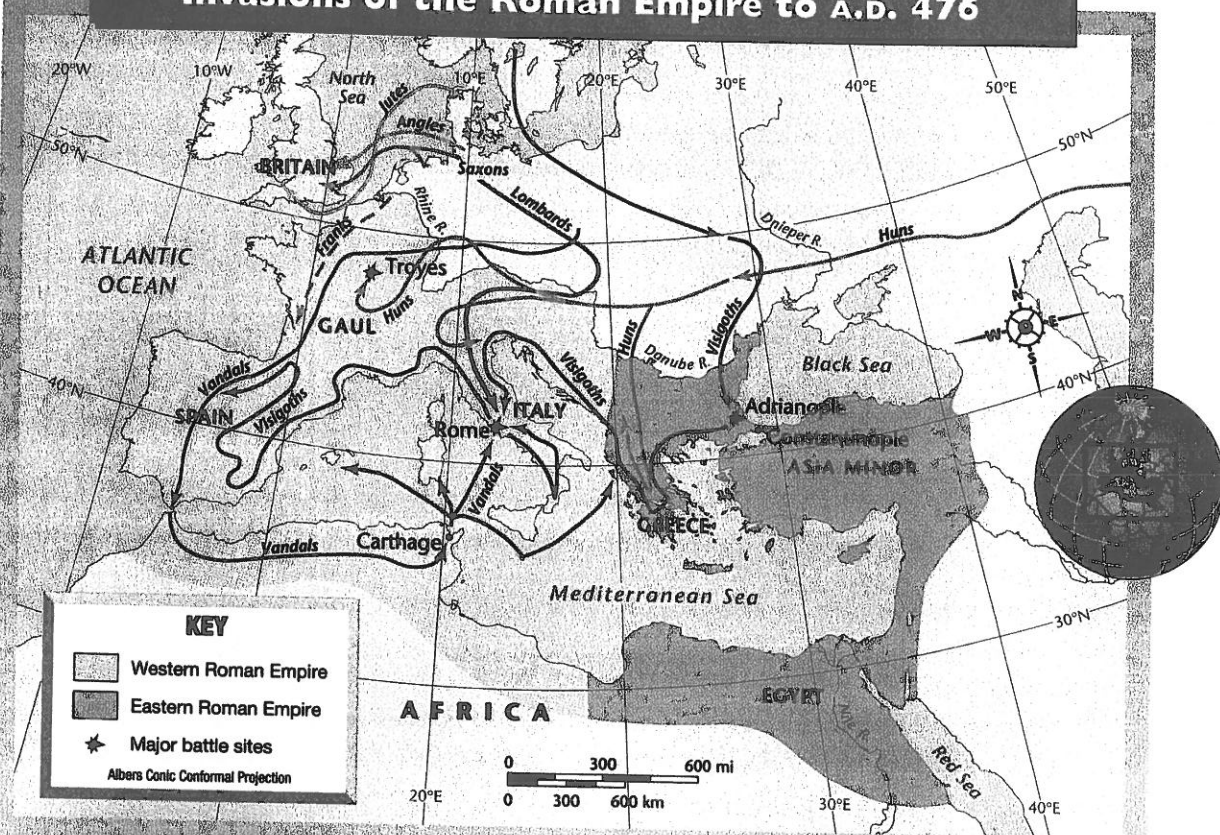 Invasions of the Roman Empire to A.D. 476
20°W
10°W
North
Sea
10°E
20°E
30°E
40°E
50°E
Jutes
Angles
50°N
50°N
BRITAIN
Saxons
Lombards
Rhine R.
Dnieper R.
Huns
Franks
ATLANTIC
OCEAN
Troyes
Huns
GAUL
Huns
Danube R.
Visigoths
N
W
E
S
Black Sea
40°N
40°N
Vandals
SPAIN
Visigoths
Visigoths
ITALY
Rome
Adrianople
Constantinople
ASIA MINOR
Vandals
GREECE
Vandals
Carthage
Mediterranean Sea
30°N
KEY
Western Roman Empire
Eastern Roman Empire
Major battle sites
Albers Conic Conformal Projection
AFRICA
EGYPT
Nile R.
Red Sea
0 300 600 mi
0 300 600 km
20°E
30°E
40°E